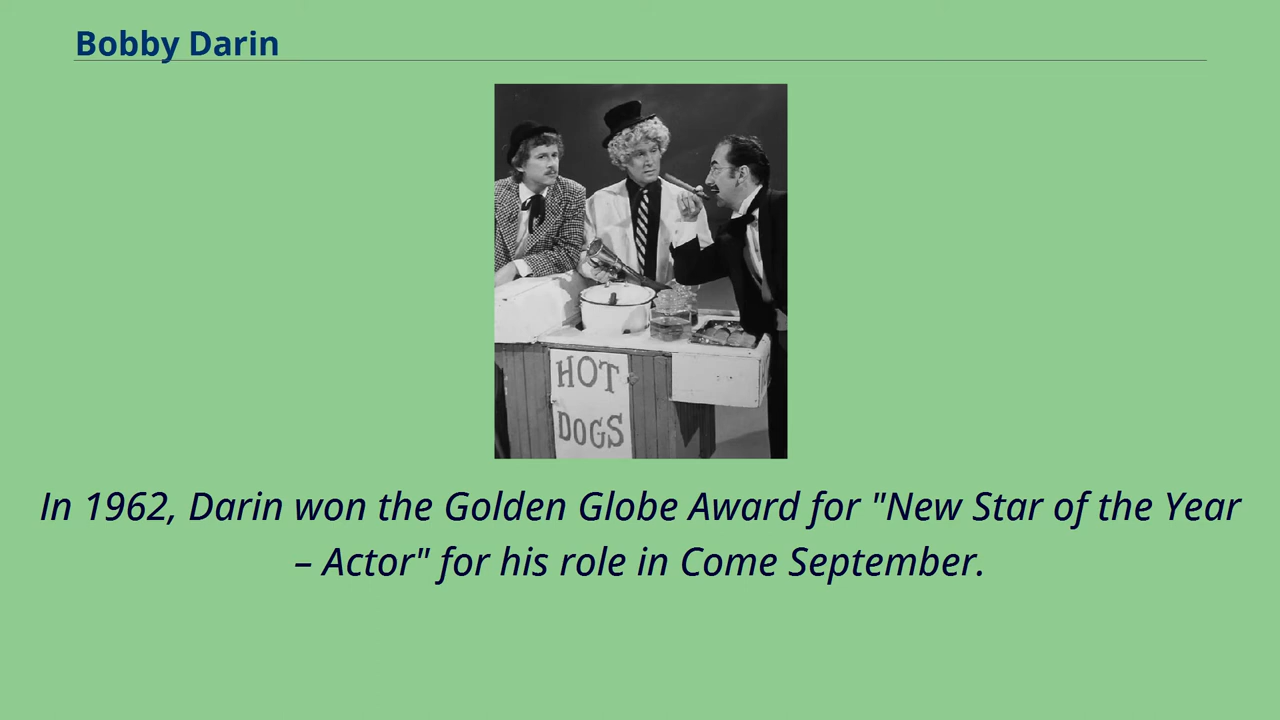 Bobby Darin
HOT
DOGS
In 1962, Darin won the Golden Globe Award for "New Star of the Year
– Actor" for his role in Come September.